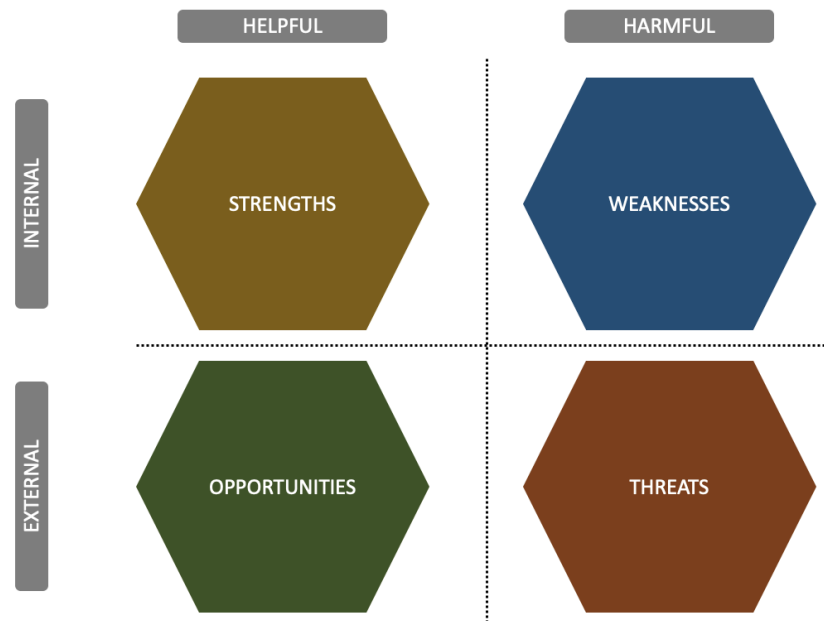 HELPFUL
HARMFUL
INTERNAL
STRENGTHS
WEAKNESSES
EXTERNAL
OPPORTUNITIES
THREATS